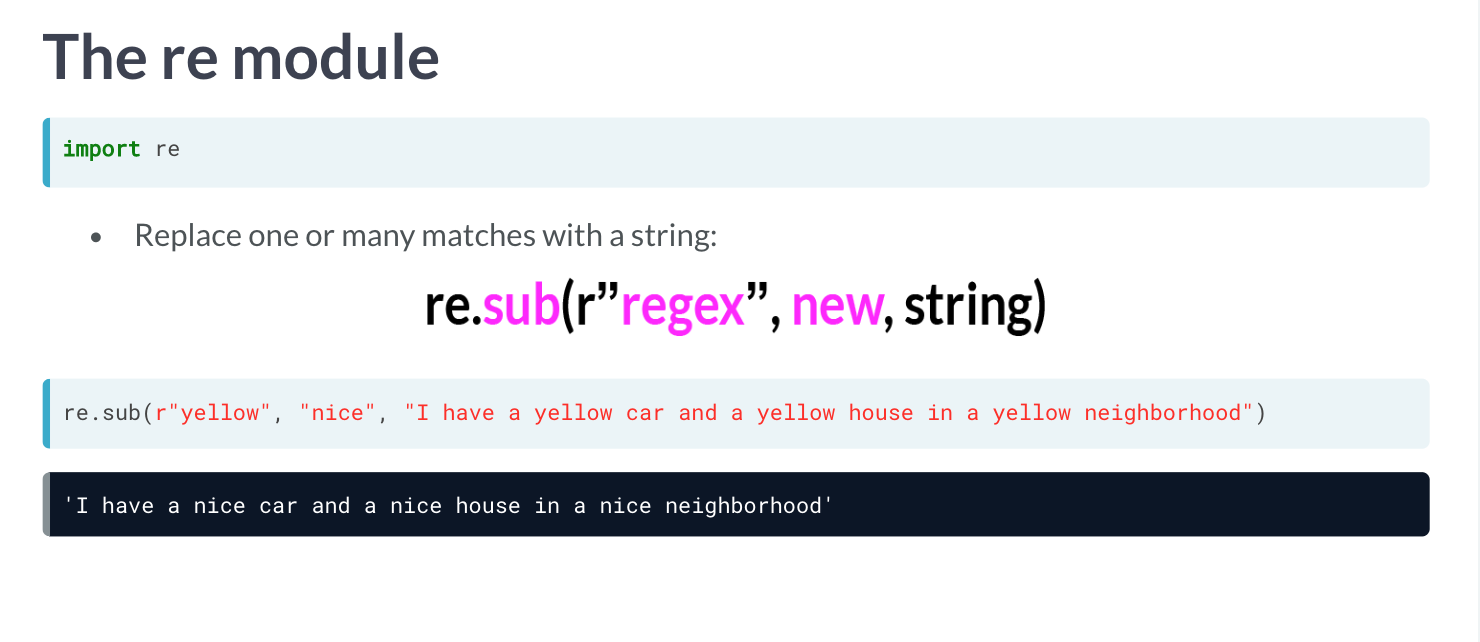 The re module
import re
• Replace one or many matches with a string:
re.sub(r”regex”, new, string)
re.sub(r"yellow", "nice", "I have a yellow car and a yellow house in a yellow neighborhood")
'I have a nice car and a nice house in a nice neighborhood'